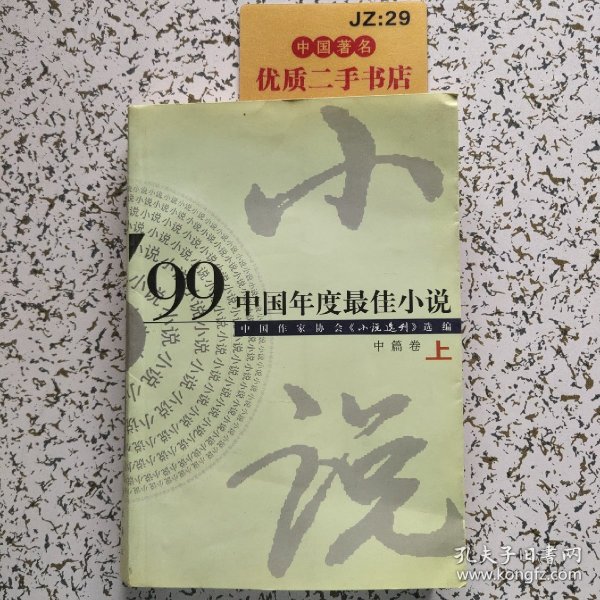 JZ:29
中国著名
优质二手书店
小说
'99中国年度最佳小说
中国作家协会《小说选刊》选编
中篇卷 上
孔夫子旧书网
www.kongfz.com